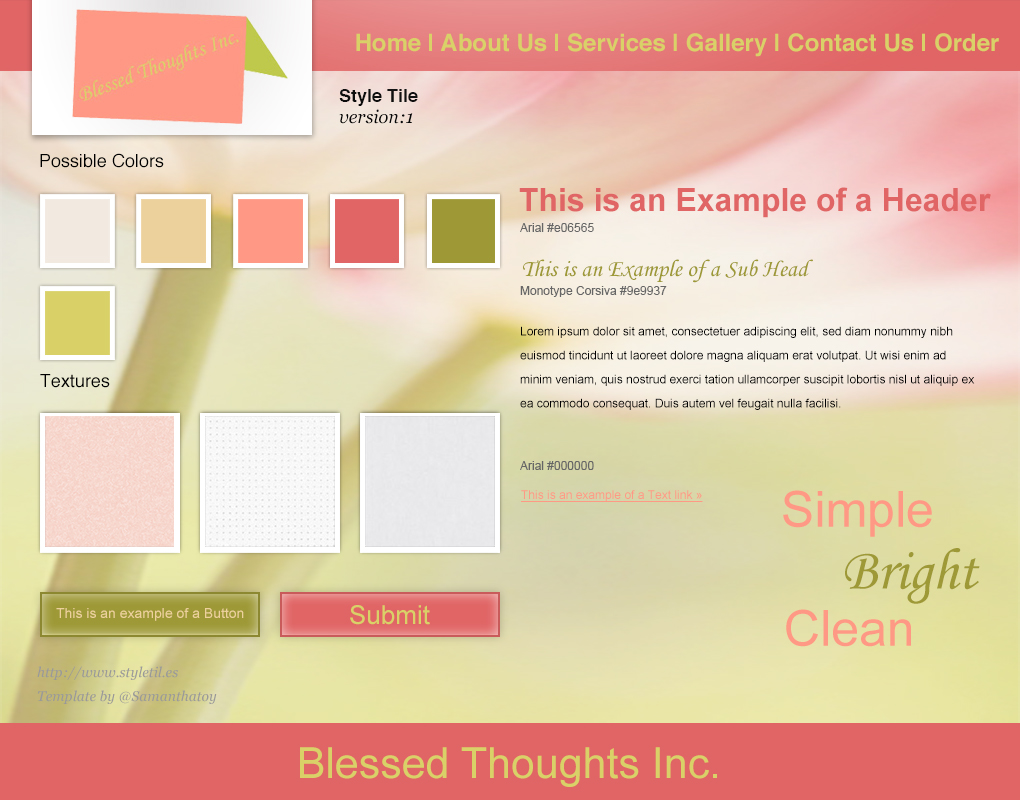 Blessed Thoughts Inc.
Home | About Us | Services | Gallery | Contact Us | Order
Style Tile
version:1
Possible Colors
This is an Example of a Header
Arial #e06565
This is an Example of a Sub Head
Monotype Corsiva #9e9937
Lorem ipsum dolor sit amet, consectetuer adipiscing elit, sed diam nonummy nibh
euismod tincidunt ut laoreet dolore magna aliquam erat volutpat. Ut wisi enim ad
minim veniam, quis nostrud exerci tation ullamcorper suscipit lobortis nisl ut aliquip ex
ea commodo consequat. Duis autem vel feugait nulla facilisi.
Arial #000000
This is an example of a Text link »
Textures
Simple
Bright
Clean
This is an example of a Button
Submit
http://www.styletil.es
Template by @Samanthatoy
Blessed Thoughts Inc.